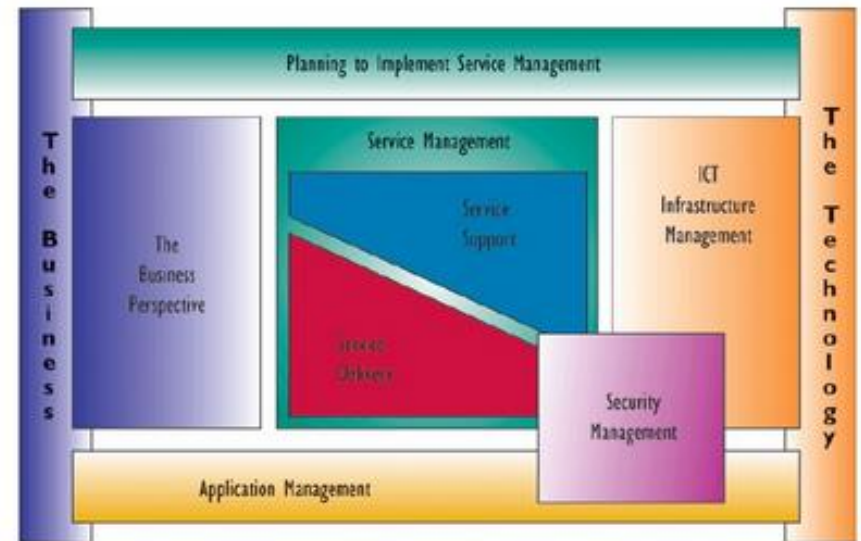 Planning to Implement Service Management
The Business
The
Business
Perspective
Service Management
Service
Support
Service
Delivery
ICT
Infrastructure
Management
The Technology
Security
Management
Application Management